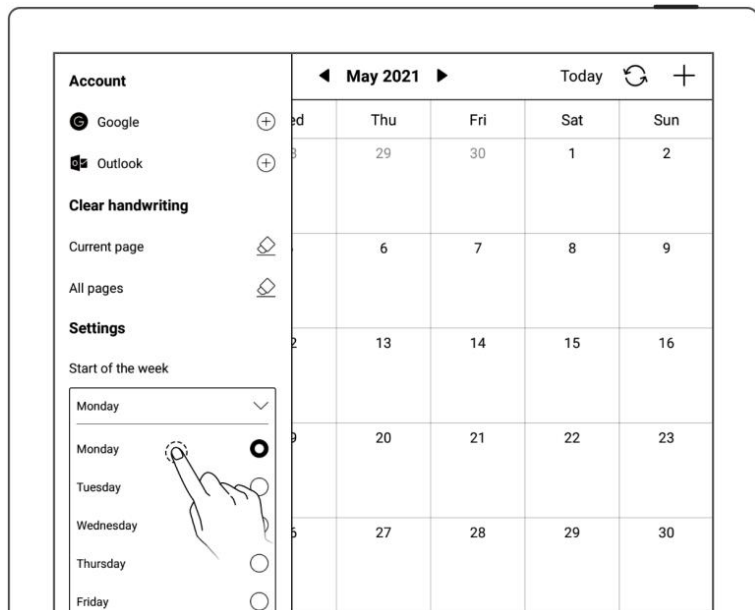 Account
Google
Outlook
Clear handwriting
Current page
All pages
Settings
Start of the week
Monday
Monday
Tuesday
Wednesday
Thursday
Friday
May 2021 Today
Thu Fri Sat Sun
29 30 1 2
6 7 8 9
13 14 15 16
20 21 22 23
27 28 29 30